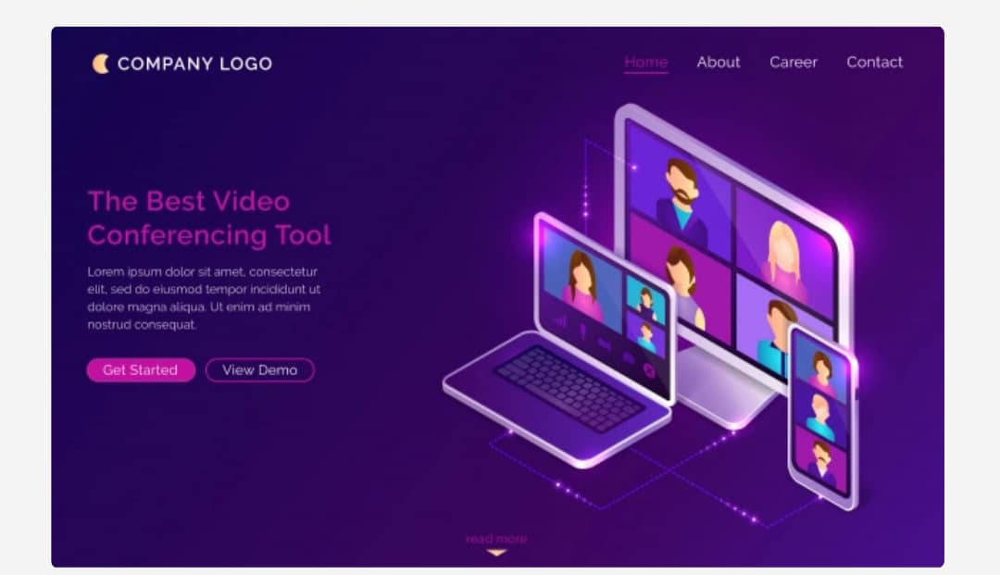 COMPANY LOGO
Home About Career Contact
The Best Video
Conferencing Tool
Lorem ipsum dolor sit amet, consectetur
elit, sed do eiusmod tempor incididunt ut
dolore magna aliqua. Ut enim ad minim
nostrud consequat.
Get Started View Demo
read more